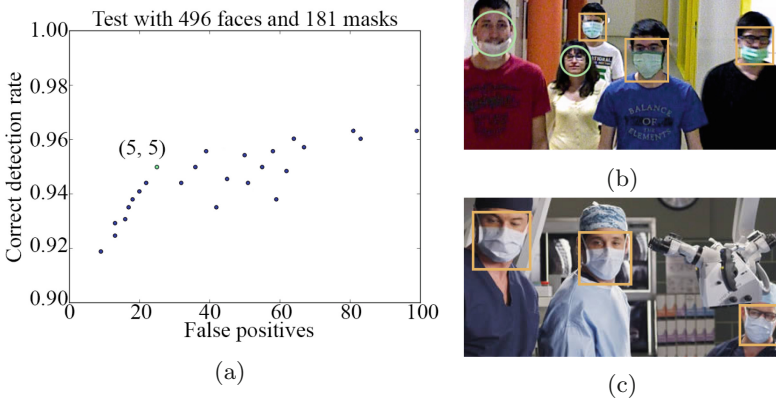 Test with 496 faces and 181 masks
1.00
0.98
0.96
0.94
0.92
0.90
Correct detection rate
(5, 5)
0 20 40 60 80 100
False positives
(a)
BALANCE
OF
THE
ELEMENTS
(b)
(c)